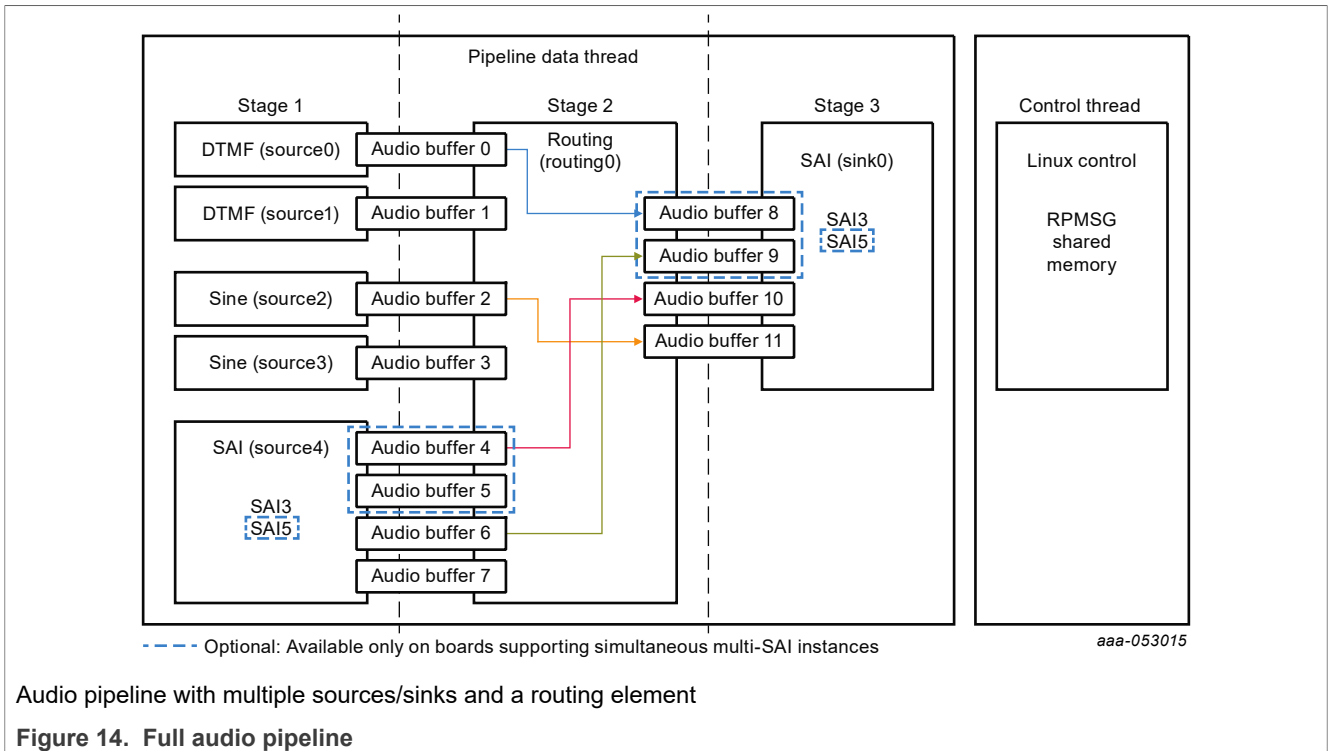 Pipeline data thread
Stage 1
Stage 2
Stage 3
Control thread
DTMF (source0)
Audio buffer 0
Routing
(routing0)
SAI (sink0)
Linux control
DTMF (source1)
Audio buffer 1
Audio buffer 8
SAI3
SAI5
RPMSG
shared
memory
Audio buffer 9
Sine (source2)
Audio buffer 2
Audio buffer 10
Audio buffer 11
Sine (source3)
Audio buffer 3
SAI (source4)
Audio buffer 4
Audio buffer 5
SAI3
SAI5
Audio buffer 6
Audio buffer 7
Optional: Available only on boards supporting simultaneous multi-SAI instances
aaa-053015
Audio pipeline with multiple sources/sinks and a routing element
Figure 14. Full audio pipeline